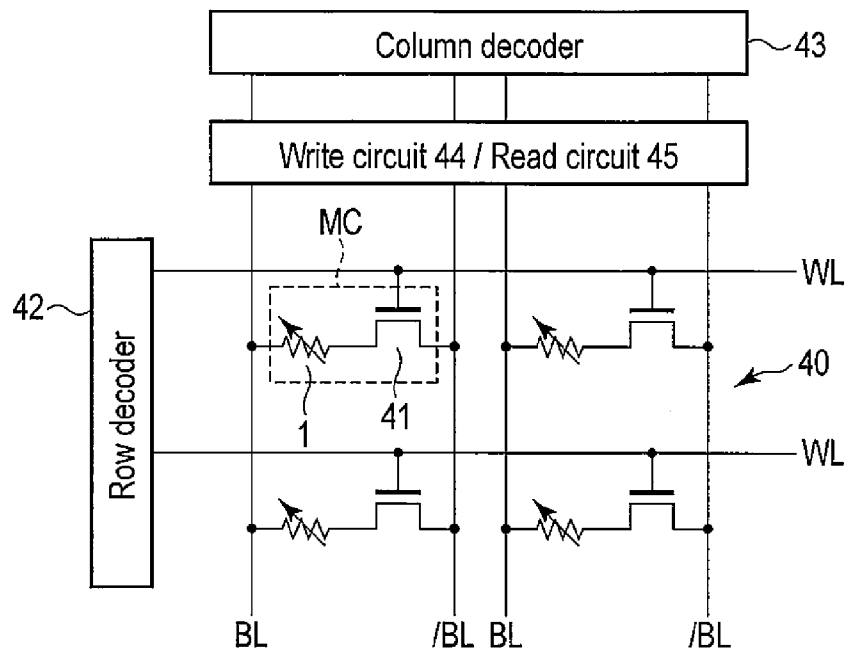 Column decoder
43
Write circuit 44 / Read circuit 45
MC
WL
42
Row decoder
1
41
40
WL
BL
/BL
BL
/BL